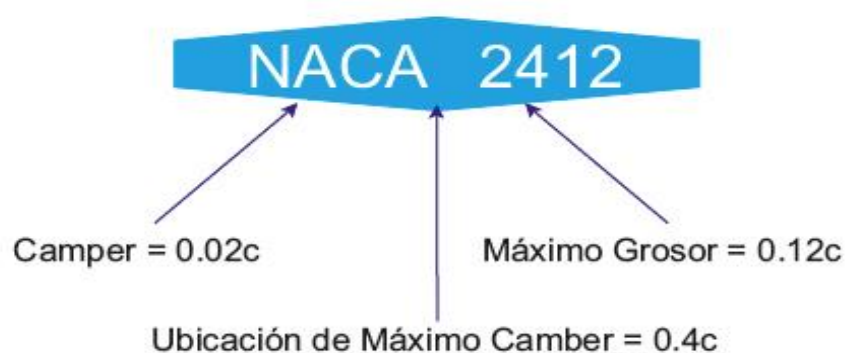 NACA 2412
Camper = 0.02c
Máximo Grosor = 0.12c
Ubicación de Máximo Camber = 0.4c